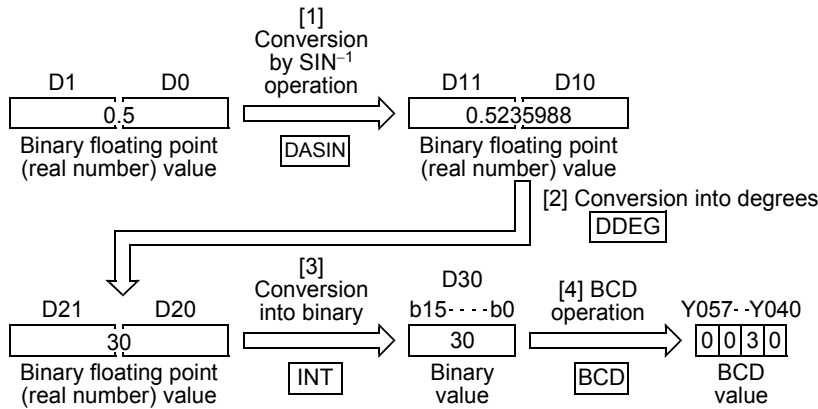 [1]
Conversion
by SIN⁻¹
operation
D1 D0
0.5
Binary floating point
(real number) value
DASIN
D11 D10
0.5235988
Binary floating point
(real number) value
[2] Conversion into degrees
DDEG
D21 D20
30
Binary floating point
(real number) value
[3]
Conversion
into binary
INT
D30
b15----b0
30
Binary
value
[4] BCD
operation
BCD
Y057--Y040
0 0 3 0
BCD
value